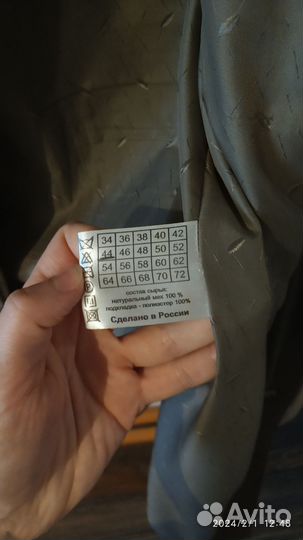 34 36 38 40 42
44 46 48 50 52
54 56 58 60 62
64 66 68 70 72
состав сырья:
натуральный мех 100 %
подкладка - полиэстер 100%
Сделано в России
2024/2/1 12:48
Avito